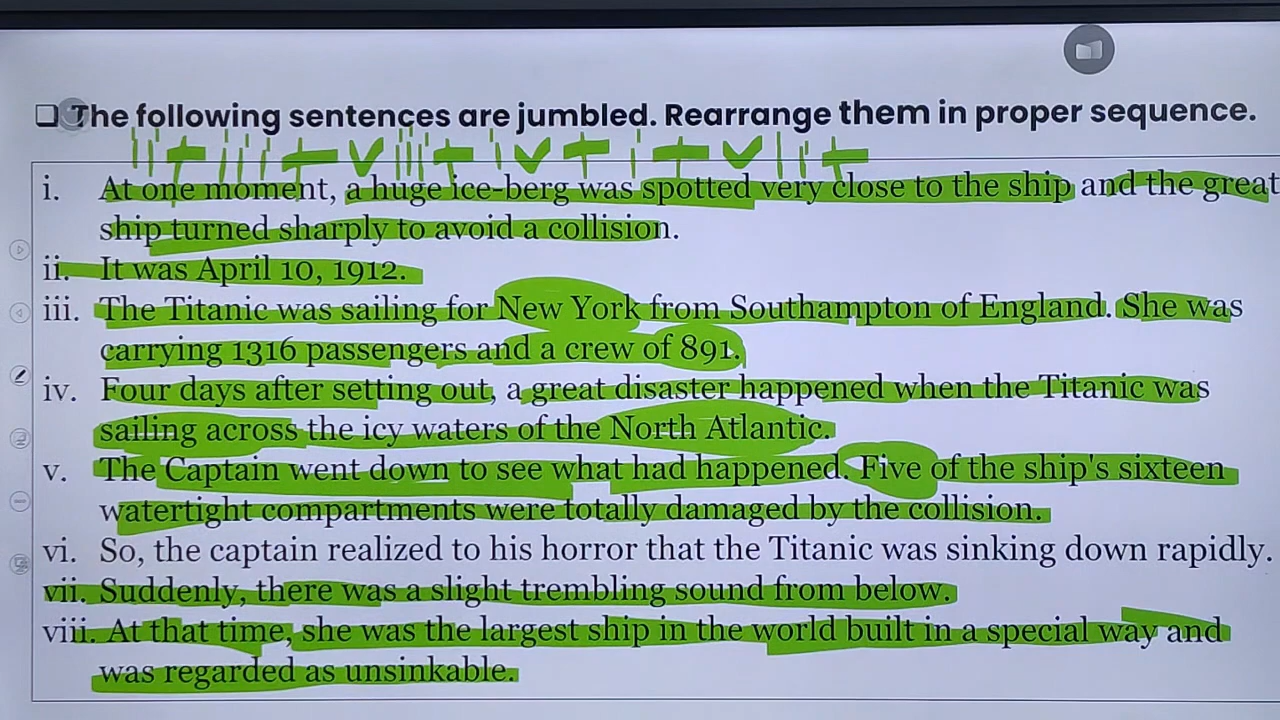 ❑ The following sentences are jumbled. Rearrange them in proper sequence.
i. At one moment, a huge ice-berg was spotted very close to the ship and the great
ship turned sharply to avoid a collision.
ii. It was April 10, 1912.
iii. The Titanic was sailing for New York from Southampton of England. She was
carrying 1316 passengers and a crew of 891.
iv. Four days after setting out, a great disaster happened when the Titanic was
sailing across the icy waters of the North Atlantic.
v. The Captain went down to see what had happened. Five of the ship's sixteen
watertight compartments were totally damaged by the collision.
vi. So, the captain realized to his horror that the Titanic was sinking down rapidly.
vii. Suddenly, there was a slight trembling sound from below.
viii. At that time, she was the largest ship in the world built in a special way and
was regarded as unsinkable.